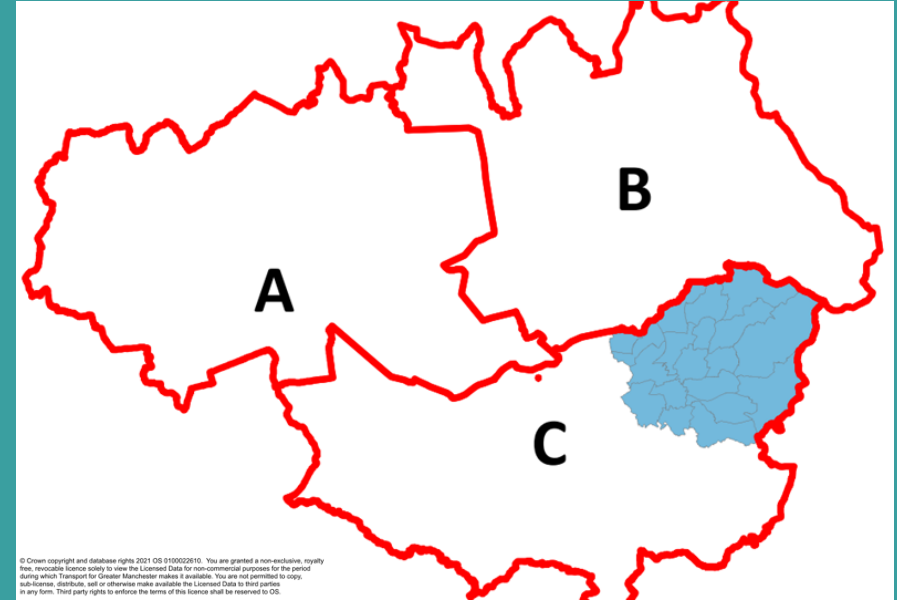 B
A
C
© Crown copyright and database rights 2021 OS 0100022610. You are granted a non-exclusive, royalty
free, revocable licence solely to view the Licensed Data for non-commercial purposes for the period
during which Transport for Greater Manchester makes it available. You are not permitted to copy,
sub-license, distribute, sell or otherwise make available the Licensed Data to third parties
in any form. Third party rights to enforce the terms of this licence shall be reserved to OS.